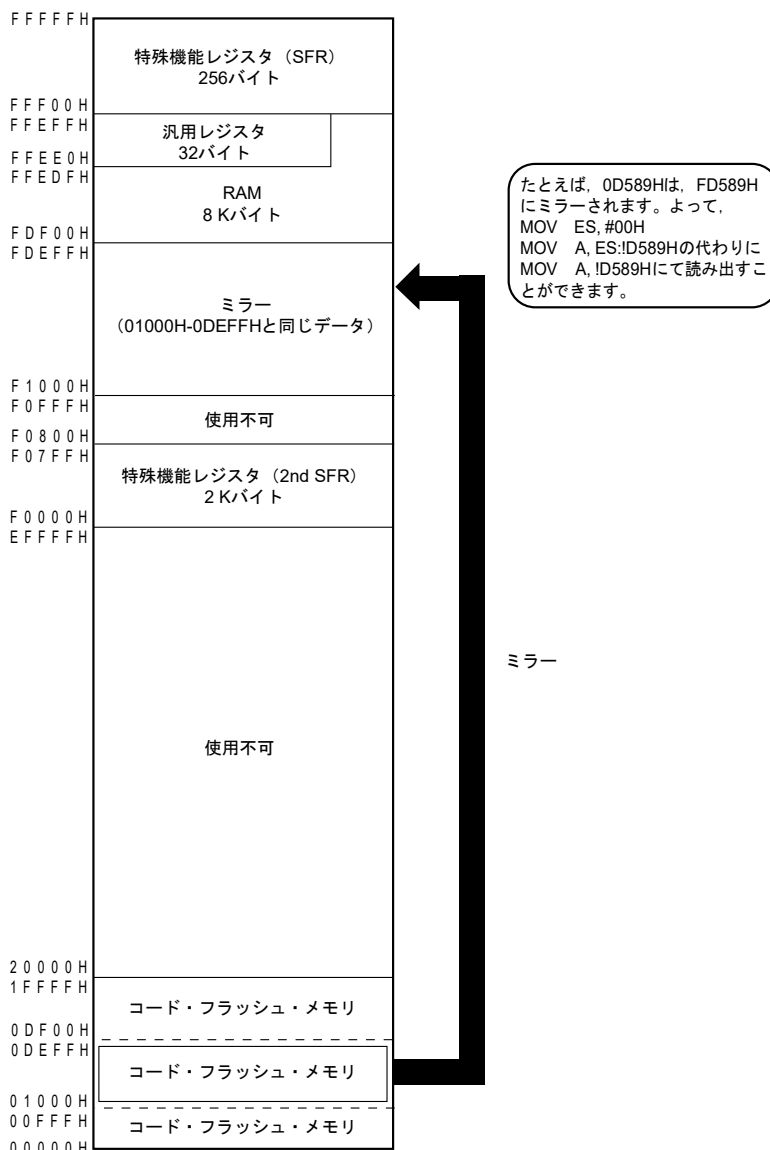 FFFFFH
特殊機能レジスタ（SFR）
256バイト
FFF00H
FFEFFH
汎用レジスタ
32バイト
FFEE0H
FFEDFH
RAM
8 Kバイト
FDF00H
FDEFFH
ミラー
（01000H-0DEFFHと同じデータ）
F1000H
F0FFFH
使用不可
F0800H
F07FFH
特殊機能レジスタ（2nd SFR）
2 Kバイト
F0000H
EFFFFH
使用不可
20000H
1FFFFH
コード・フラッシュ・メモリ
0DF00H
0DEFFH
コード・フラッシュ・メモリ
01000H
00FFFH
コード・フラッシュ・メモリ
00000H
たとえば，0D589Hは，FD589H
にミラーされます。よって，
MOV ES, #00H
MOV A, ES:!D589Hの代わりに
MOV A, !D589Hにて読み出すこ
とができます。
ミラー